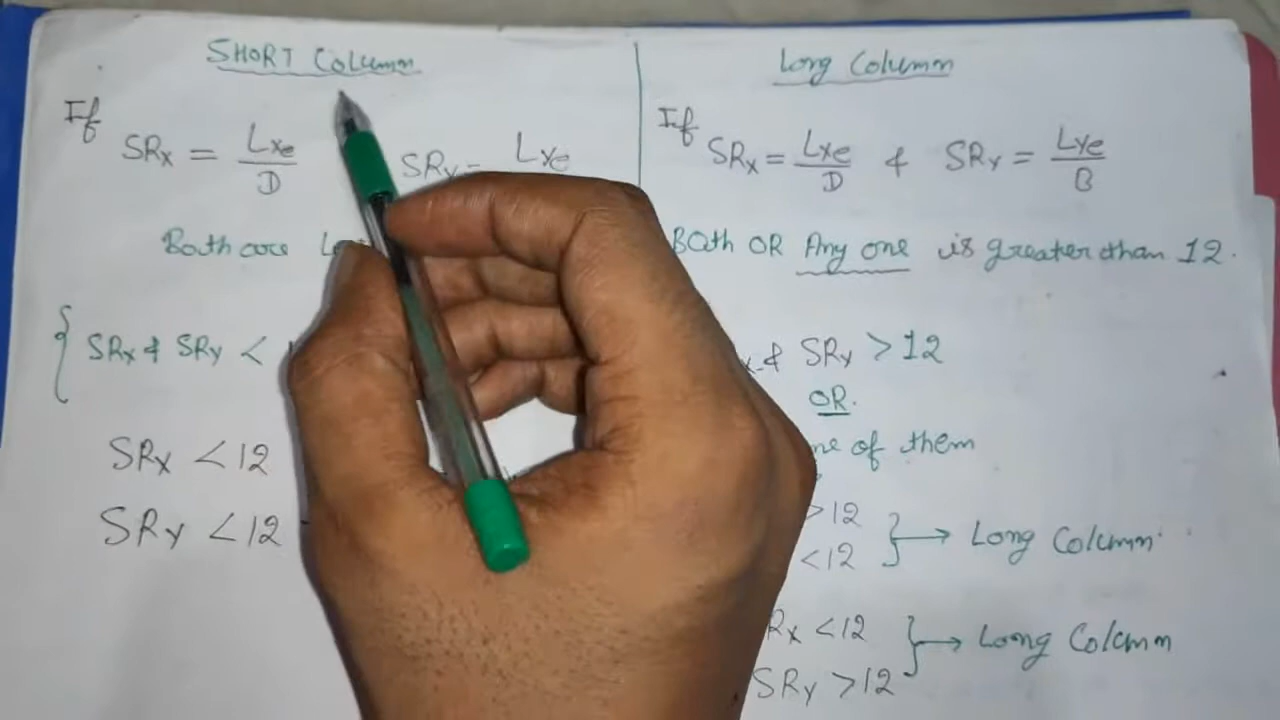 SHORT Column
If
SRx = Lxe/D
SRY = LYe
Both are
{ SRx & SRy <
SRx < 12
SRy < 12
Long Column
If
SRx = Lxe/D & SRY = LYe/B
Both OR Any one is greater than 12.
& SRy > 12
OR.
of them
> 12
< 12 } → Long Column
Rx < 12
SRy > 12 } → Long Column